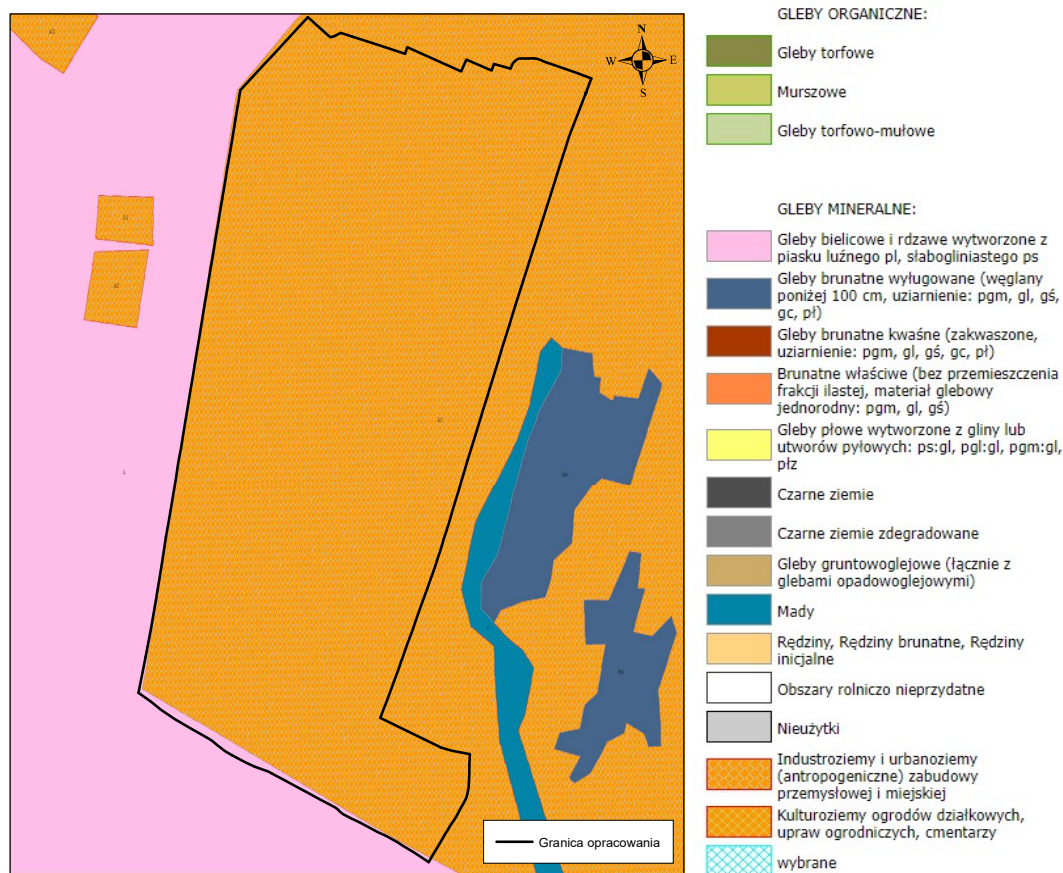 N
W
E
S
Granica opracowania
GLEBY ORGANICZNE:
Gleby torfowe
Murszowe
Gleby torfowo-mułowe
GLEBY MINERALNE:
Gleby bielicowe i rdzawe wytworzone z
piasku luźnego pl, słabogliniastego ps
Gleby brunatne wyługowane (węglany
poniżej 100 cm, uziarnienie: pgm, gl, gś,
gc, pł)
Gleby brunatne kwaśne (zakwaszone,
uziarnienie: pgm, gl, gś, gc, pł)
Brunatne właściwe (bez przemieszczenia
frakcji ilastej, materiał glebowy
jednorodny: pgm, gl, gś)
Gleby płowe wytworzone z gliny lub
utworów pyłowych: ps:gl, pgl:gl, pgm:gl,
płz
Czarne ziemie
Czarne ziemie zdegradowane
Gleby gruntowoglejowe (łącznie z
glebami opadowoglejowymi)
Mady
Rędziny, Rędziny brunatne, Rędziny
inicjalne
Obszary rolniczo nieprzydatne
Nieużytki
Industroziemy i urbanoziemy
(antropogeniczne) zabudowy
przemysłowej i miejskiej
Kulturoziemy ogrodów działkowych,
upraw ogrodniczych, cmentarzy
wybrane